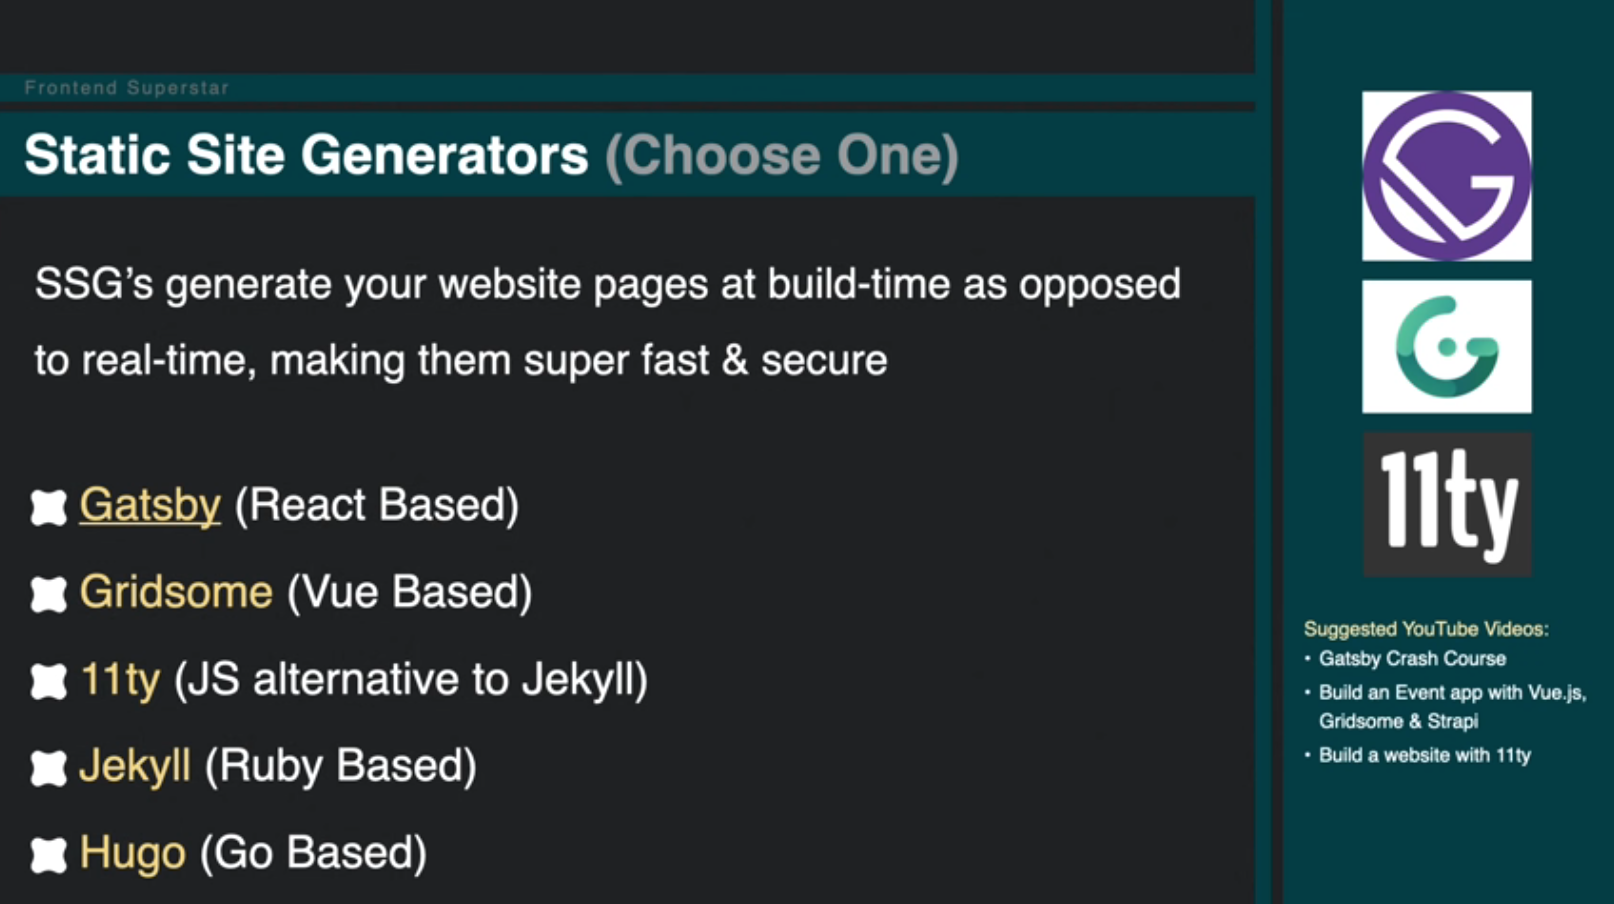 Frontend Superstar
Static Site Generators (Choose One)
SSG’s generate your website pages at build-time as opposed
to real-time, making them super fast & secure
Gatsby (React Based)
Gridsome (Vue Based)
11ty (JS alternative to Jekyll)
Jekyll (Ruby Based)
Hugo (Go Based)
11ty
Suggested YouTube Videos:
• Gatsby Crash Course
• Build an Event app with Vue.js,
Gridsome & Strapi
• Build a website with 11ty